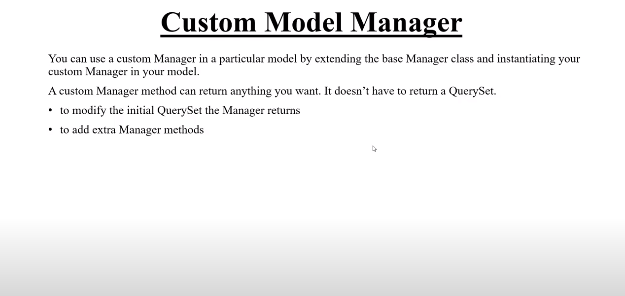 Custom Model Manager
You can use a custom Manager in a particular model by extending the base Manager class and instantiating your
custom Manager in your model.
A custom Manager method can return anything you want. It doesn't have to return a QuerySet.
• to modify the initial QuerySet the Manager returns
• to add extra Manager methods